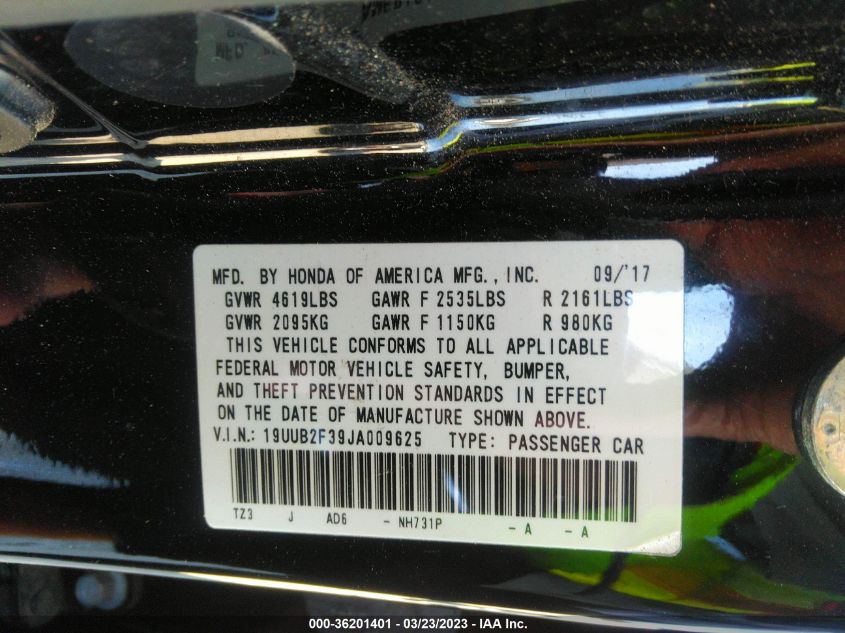 MFD. BY HONDA OF AMERICA MFG., INC. 09/'17
GVWR 4619LBS GAWR F 2535LBS R 2161LBS
GVWR 2095KG GAWR F 1150KG R 980KG
THIS VEHICLE CONFORMS TO ALL APPLICABLE
FEDERAL MOTOR VEHICLE SAFETY, BUMPER,
AND THEFT PREVENTION STANDARDS IN EFFECT
ON THE DATE OF MANUFACTURE SHOWN ABOVE.
V.I.N.: 19UUB2F39JA009625 TYPE: PASSENGER CAR
TZ3 J AD6 - NH731P - A - A
000-36201401 - 03/23/2023 - IAA Inc.